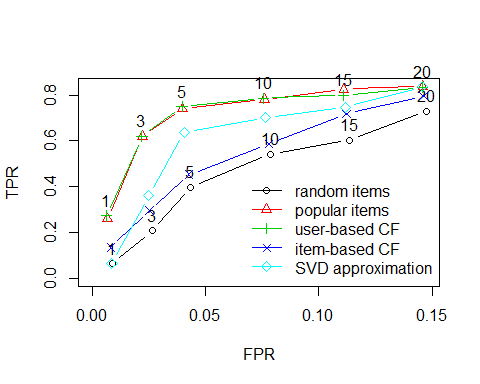 20
15
10
5
3
1
20
15
10
5
3
1
0.8
0.6
0.4
0.2
0.0
TPR
random items
popular items
user-based CF
item-based CF
SVD approximation
0.00 0.05 0.10 0.15
FPR